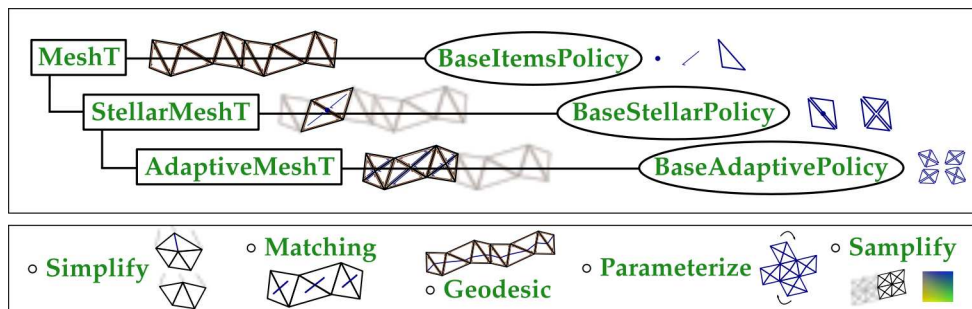 MeshT BaseItemsPolicy
StellarMeshT BaseStellarPolicy
AdaptiveMeshT BaseAdaptivePolicy
Simplify
Matching
Geodesic
Parameterize
Samplify